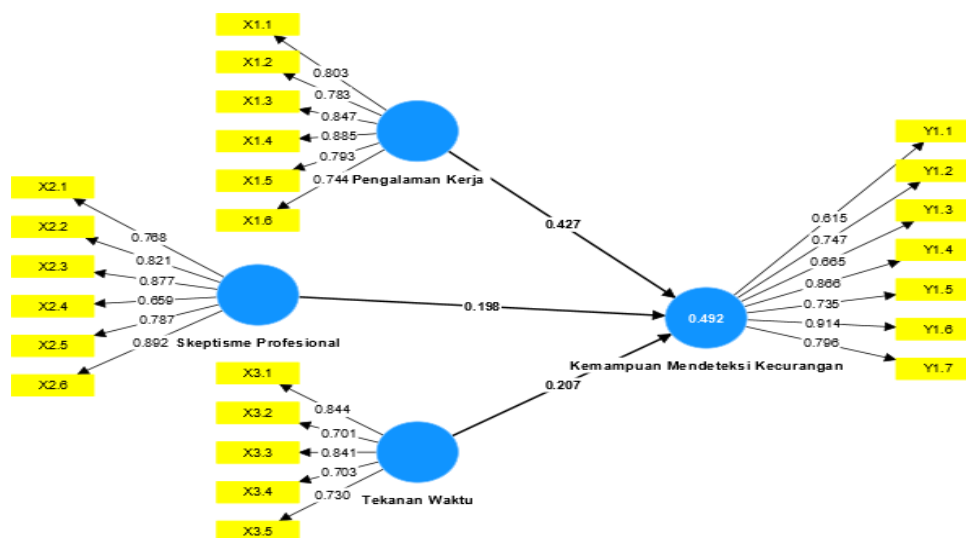 X1.1
X1.2
X1.3
X1.4
X1.5
X1.6
0.803
0.783
0.847
0.885
0.793
0.744
Pengalaman Kerja
X2.1
X2.2
X2.3
X2.4
X2.5
X2.6
0.768
0.821
0.877
0.659
0.787
0.892
Skeptisme Profesional
X3.1
X3.2
X3.3
X3.4
X3.5
0.844
0.701
0.841
0.703
0.730
Tekanan Waktu
0.427
0.198
0.207
0.492
Kemampuan Mendeteksi Kecurangan
0.615
0.747
0.665
0.866
0.735
0.914
0.796
Y1.1
Y1.2
Y1.3
Y1.4
Y1.5
Y1.6
Y1.7